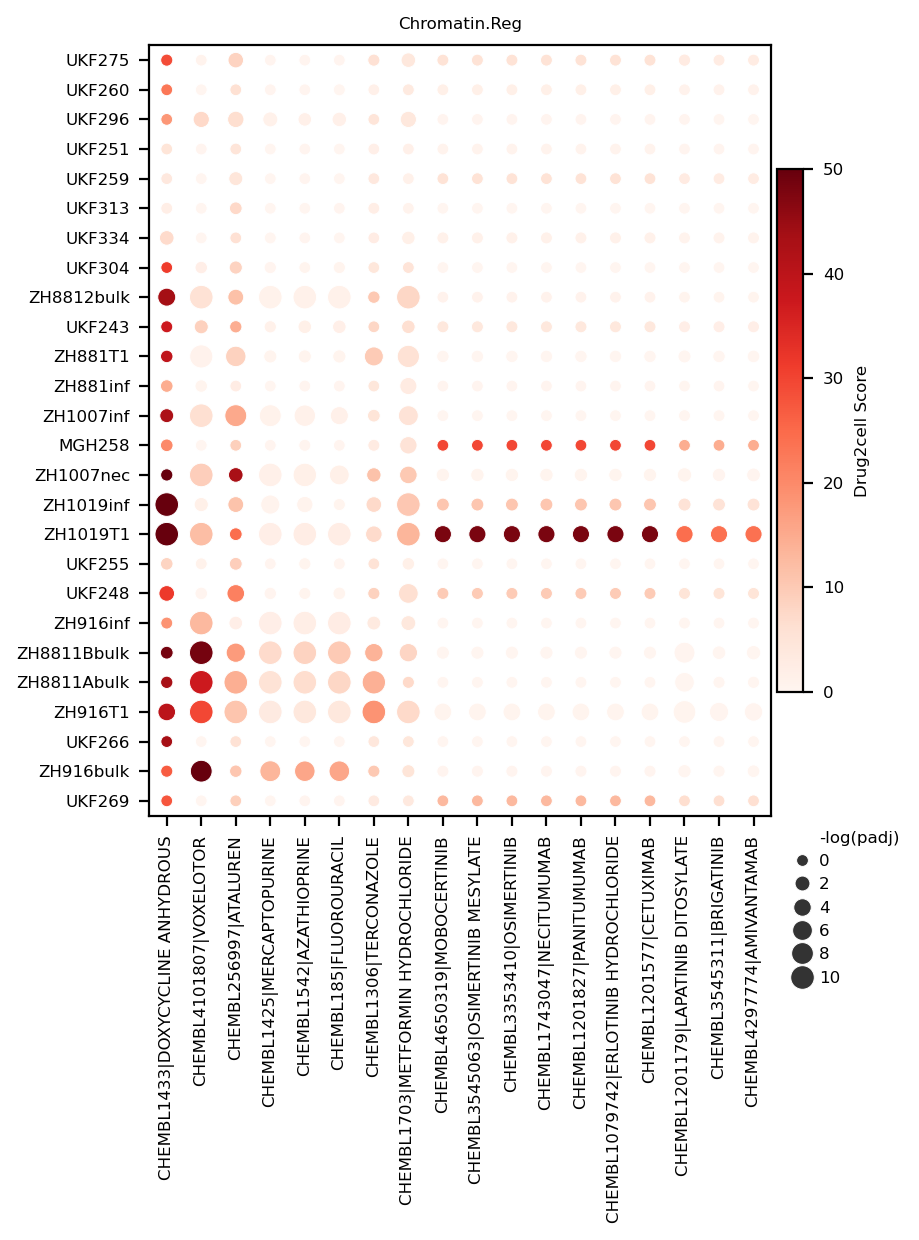 Chromatin.Reg
UKF275
UKF260
UKF296
UKF251
UKF259
UKF313
UKF334
UKF304
ZH8812bulk
UKF243
ZH881T1
ZH881inf
ZH1007inf
MGH258
ZH1007nec
ZH1019inf
ZH1019T1
UKF255
UKF248
ZH916inf
ZH8811Bbulk
ZH8811Abulk
ZH916T1
UKF266
ZH916bulk
UKF269
CHEMBL1433|DOXYCYCLINE ANHYDROUS
CHEMBL4101807|VOXELOTOR
CHEMBL256997|ATALUREN
CHEMBL1425|MERCAPTOPURINE
CHEMBL1542|AZATHIOPRINE
CHEMBL185|FLUOROURACIL
CHEMBL1306|TERCONAZOLE
CHEMBL1703|METFORMIN HYDROCHLORIDE
CHEMBL4650319|MOBOCERTINIB
CHEMBL3545063|OSIMERTINIB MESYLATE
CHEMBL3353410|OSIMERTINIB
CHEMBL1743047|NECITUMUMAB
CHEMBL1201827|PANITUMUMAB
CHEMBL1079742|ERLOTINIB HYDROCHLORIDE
CHEMBL1201577|CETUXIMAB
CHEMBL1201179|LAPATINIB DITOSYLATE
CHEMBL3545311|BRIGATINIB
CHEMBL4297774|AMIVANTAMAB
50
40
30
20
10
0
Drug2cell Score
-log(padj)
0
2
4
6
8
10